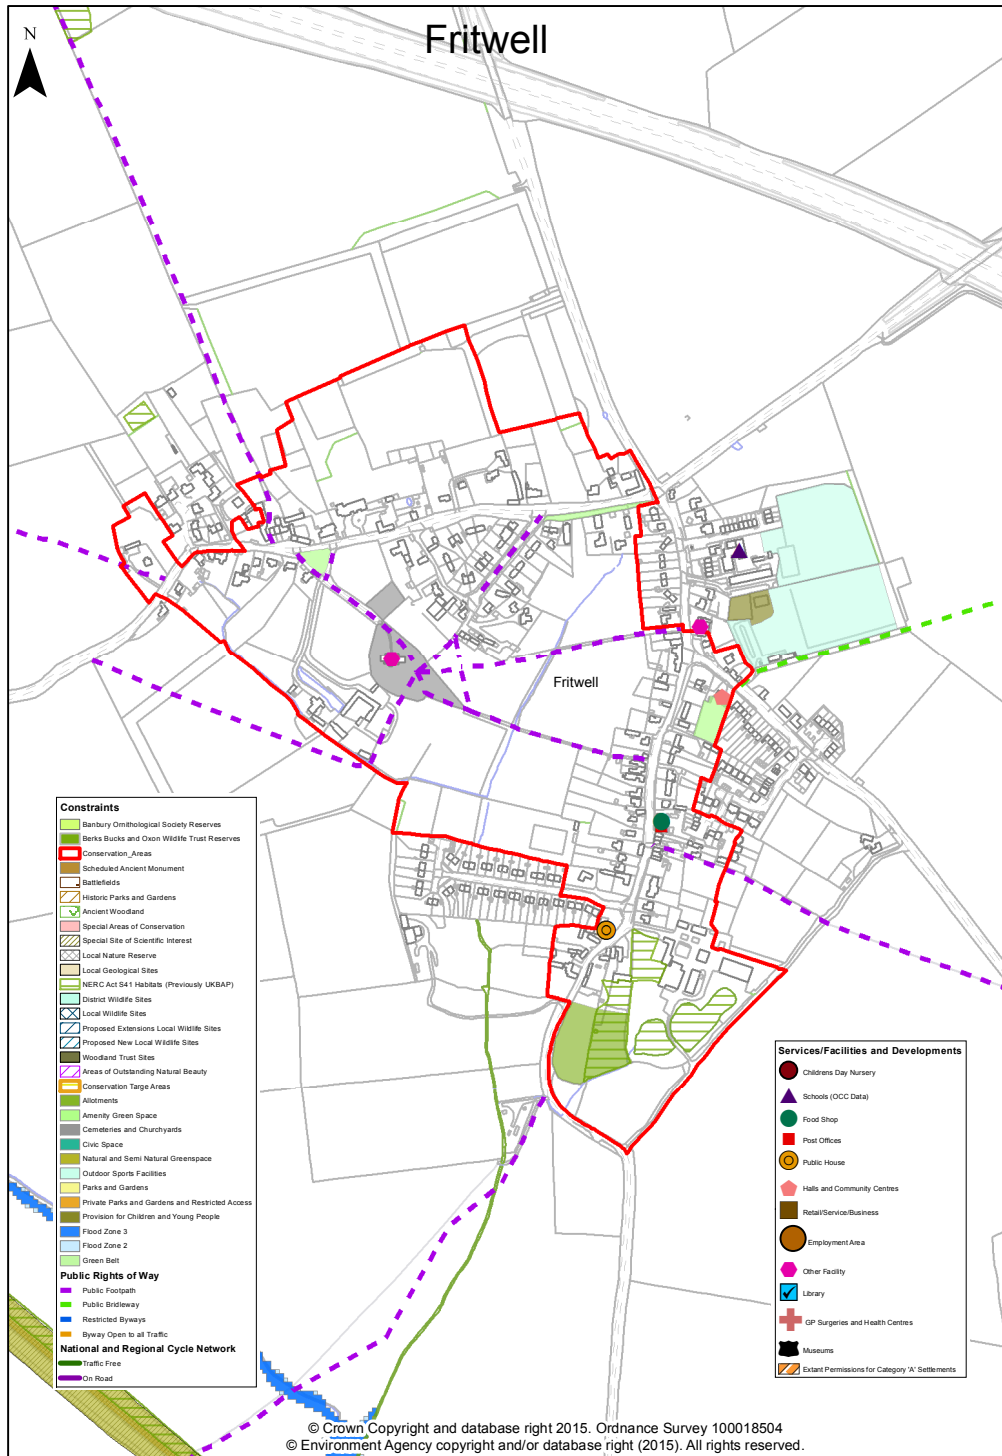 Fritwell
N
Fritwell
Constraints
Banbury Ornithological Society Reserves
Berks Bucks and Oxon Wildlife Trust Reserves
Conservation_Areas
Scheduled Ancient Monument
Battlefields
Historic Parks and Gardens
Ancient Woodland
Special Areas of Conservation
Special Site of Scientific Interest
Local Nature Reserve
Local Geological Sites
NERC Act S41 Habitats (Previously UKBAP)
District Wildlife Sites
Local Wildlife Sites
Proposed Extensions Local Wildlife Sites
Proposed New Local Wildlife Sites
Woodland Trust Sites
Areas of Outstanding Natural Beauty
Conservation Targe Areas
Allotments
Amenity Green Space
Cemeteries and Churchyards
Civic Space
Natural and Semi Natural Greenspace
Outdoor Sports Facilities
Parks and Gardens
Private Parks and Gardens and Restricted Access
Provision for Children and Young People
Flood Zone 3
Flood Zone 2
Green Belt
Public Rights of Way
Public Footpath
Public Bridleway
Restricted Byways
Byway Open to all Traffic
National and Regional Cycle Network
Traffic Free
On Road
Services/Facilities and Developments
Childrens Day Nursery
Schools (OCC Data)
Food Shop
Post Offices
Public House
Halls and Community Centres
Retail/Service/Business
Employment Area
Other Facility
Library
GP Surgeries and Health Centres
Museums
Extant Permissions for Category 'A' Settlements
© Crown Copyright and database right 2015. Ordnance Survey 100018504
© Environment Agency copyright and/or database right (2015). All rights reserved.